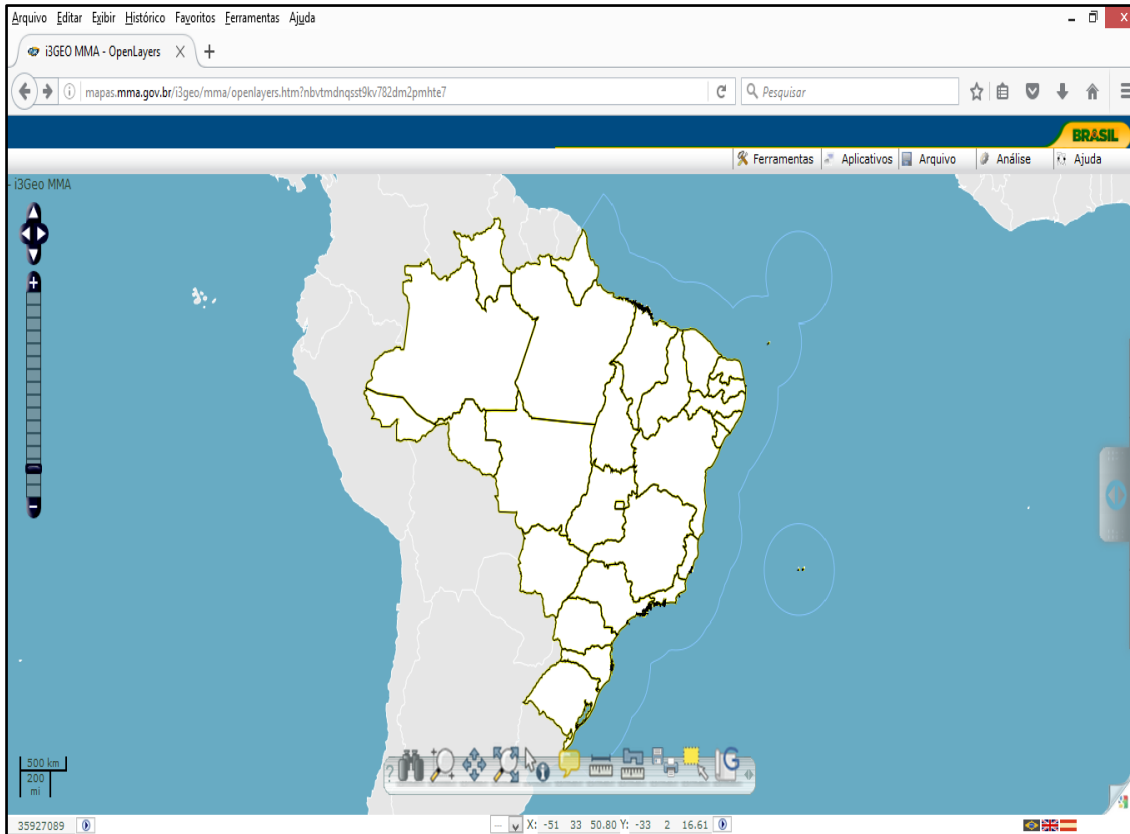 Arquivo Editar Exibir Histórico Favoritos Ferramentas Ajuda
i3GEO MMA - OpenLayers
mapas.mma.gov.br/i3geo/mma/openlayers.htm?nbvtmdnqsst9kv782dm2pmhte7
Pesquisar
BRASIL
Ferramentas Aplicativos Arquivo Análise Ajuda
- i3Geo MMA
500 km
200
mi
? G
35927089 X: -51 33 50.80 Y: -33 2 16.61